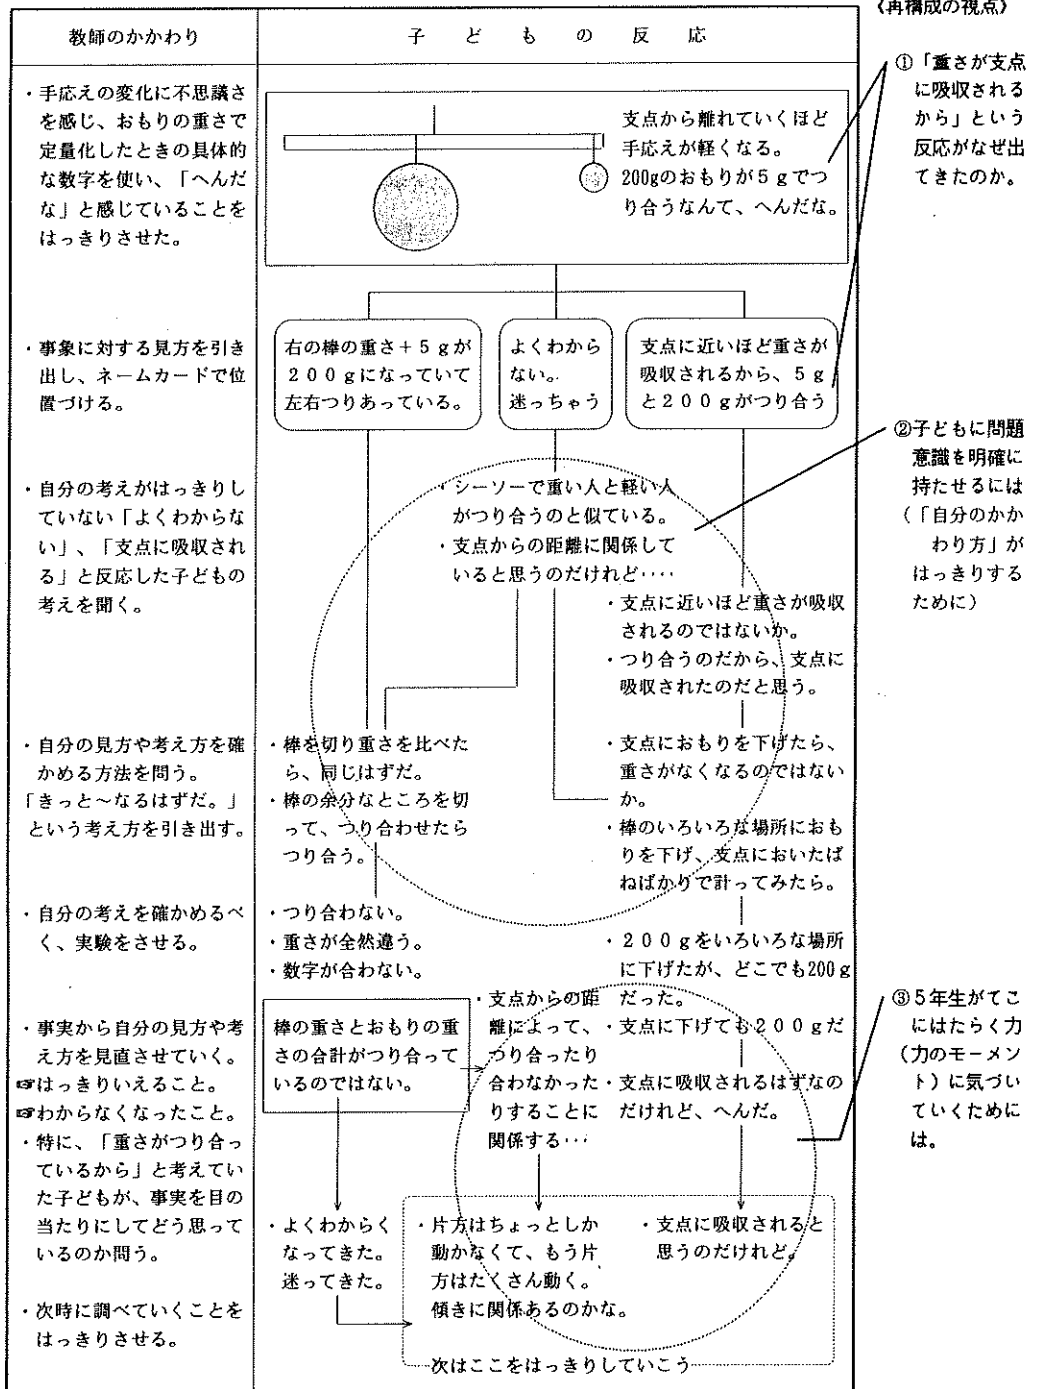 《再構成の視点》
教師のかかわり
子どもの反応
・手応えの変化に不思議さ
を感じ、おもりの重さで
定量化したときの具体的
な数字を使い、「へんだ
な」と感じていることを
はっきりさせた。
支点から離れていくほど
手応えが軽くなる。
200gのおもりが5gでつ
り合うなんて、へんだな。
①「重さが支点
に吸収される
から」という
反応がなぜ出
てきたのか。
・事象に対する見方を引き
出し、ネームカードで位
置づける。
右の棒の重さ+5gが
200gになっていて
左右つりあっている。
よくわから
ない。
迷っちゃう
支点に近いほど重さが
吸収されるから、5g
と200gがつり合う
②子どもに問題
意識を明確に
持たせるには
(「自分のかか
わり方」が
はっきりする
ために)
・自分の考えがはっきりし
ていない「よくわからな
い」、「支点に吸収され
る」と反応した子どもの
考えを聞く。
・シーソーで重い人と軽い人
がつり合うのと似ている。
・支点からの距離に関係して
いると思うのだけれど‥‥
・支点に近いほど重さが吸収
されるのではないか。
・つり合うのだから、支点に
吸収されたのだと思う。
・自分の見方や考え方を確
かめる方法を問う。
「きっと~なるはずだ。」
という考え方を引き出す。
・棒を切り重さを比べた
ら、同じはずだ。
・棒の余分なところを切
って、つり合わせたら
つり合う。
・支点におもりを下げたら、
重さがなくなるのではない
か。
・棒のいろいろな場所におも
りを下げ、支点においたば
ねばかりで計ってみたら。
・自分の考えを確かめるべ
く、実験をさせる。
・つり合わない。
・重さが全然違う。
・数字が合わない。
・200gをいろいろな場所
に下げたが、どこでも200g
だった。
・支点に下げても200gだ
・支点に吸収されるはずなの
だけれど、へんだ。
・支点からの距
離によって、
つり合ったり
合わなかった
りすることに
関係する…
棒の重さとおもりの重
さの合計がつり合って
いるのではない。
③5年生がてこ
にはたらく力
(力のモーメン
ト)に気づい
ていくために
は。
・事実から自分の見方や考
え方を見直させていく。
☞はっきりいえること。
☞わからなくなったこと。
・特に、「重さがつり合っ
ているから」と考えてい
た子どもが、事実を目の
当たりにしてどう思って
いるのか問う。
・よくわからく
なってきた。
迷ってきた。
・片方はちょっとしか
動かなくて、もう片
方はたくさん動く。
傾きに関係あるのかな。
・支点に吸収されると
思うのだけれど。
・次時に調べていくことを
はっきりさせる。
次はここをはっきりしていこう